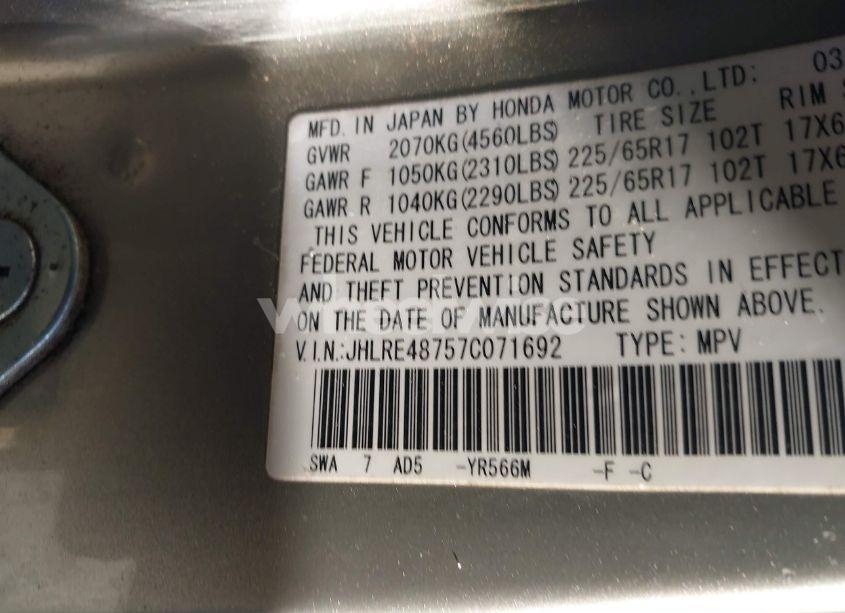 MFD. IN JAPAN BY HONDA MOTOR CO., LTD: 03
GVWR 2070KG(4560LBS) TIRE SIZE RIM
GAWR F 1050KG(2310LBS) 225/65R17 102T 17X6
GAWR R 1040KG(2290LBS) 225/65R17 102T 17X6
THIS VEHICLE CONFORMS TO ALL APPLICABLE
FEDERAL MOTOR VEHICLE SAFETY
AND THEFT PREVENTION STANDARDS IN EFFECT
ON THE DATE OF MANUFACTURE SHOWN ABOVE.
V.I.N.:JHLRE48757C071692 TYPE: MPV
SWA 7 AD5 -YR566M -F -C